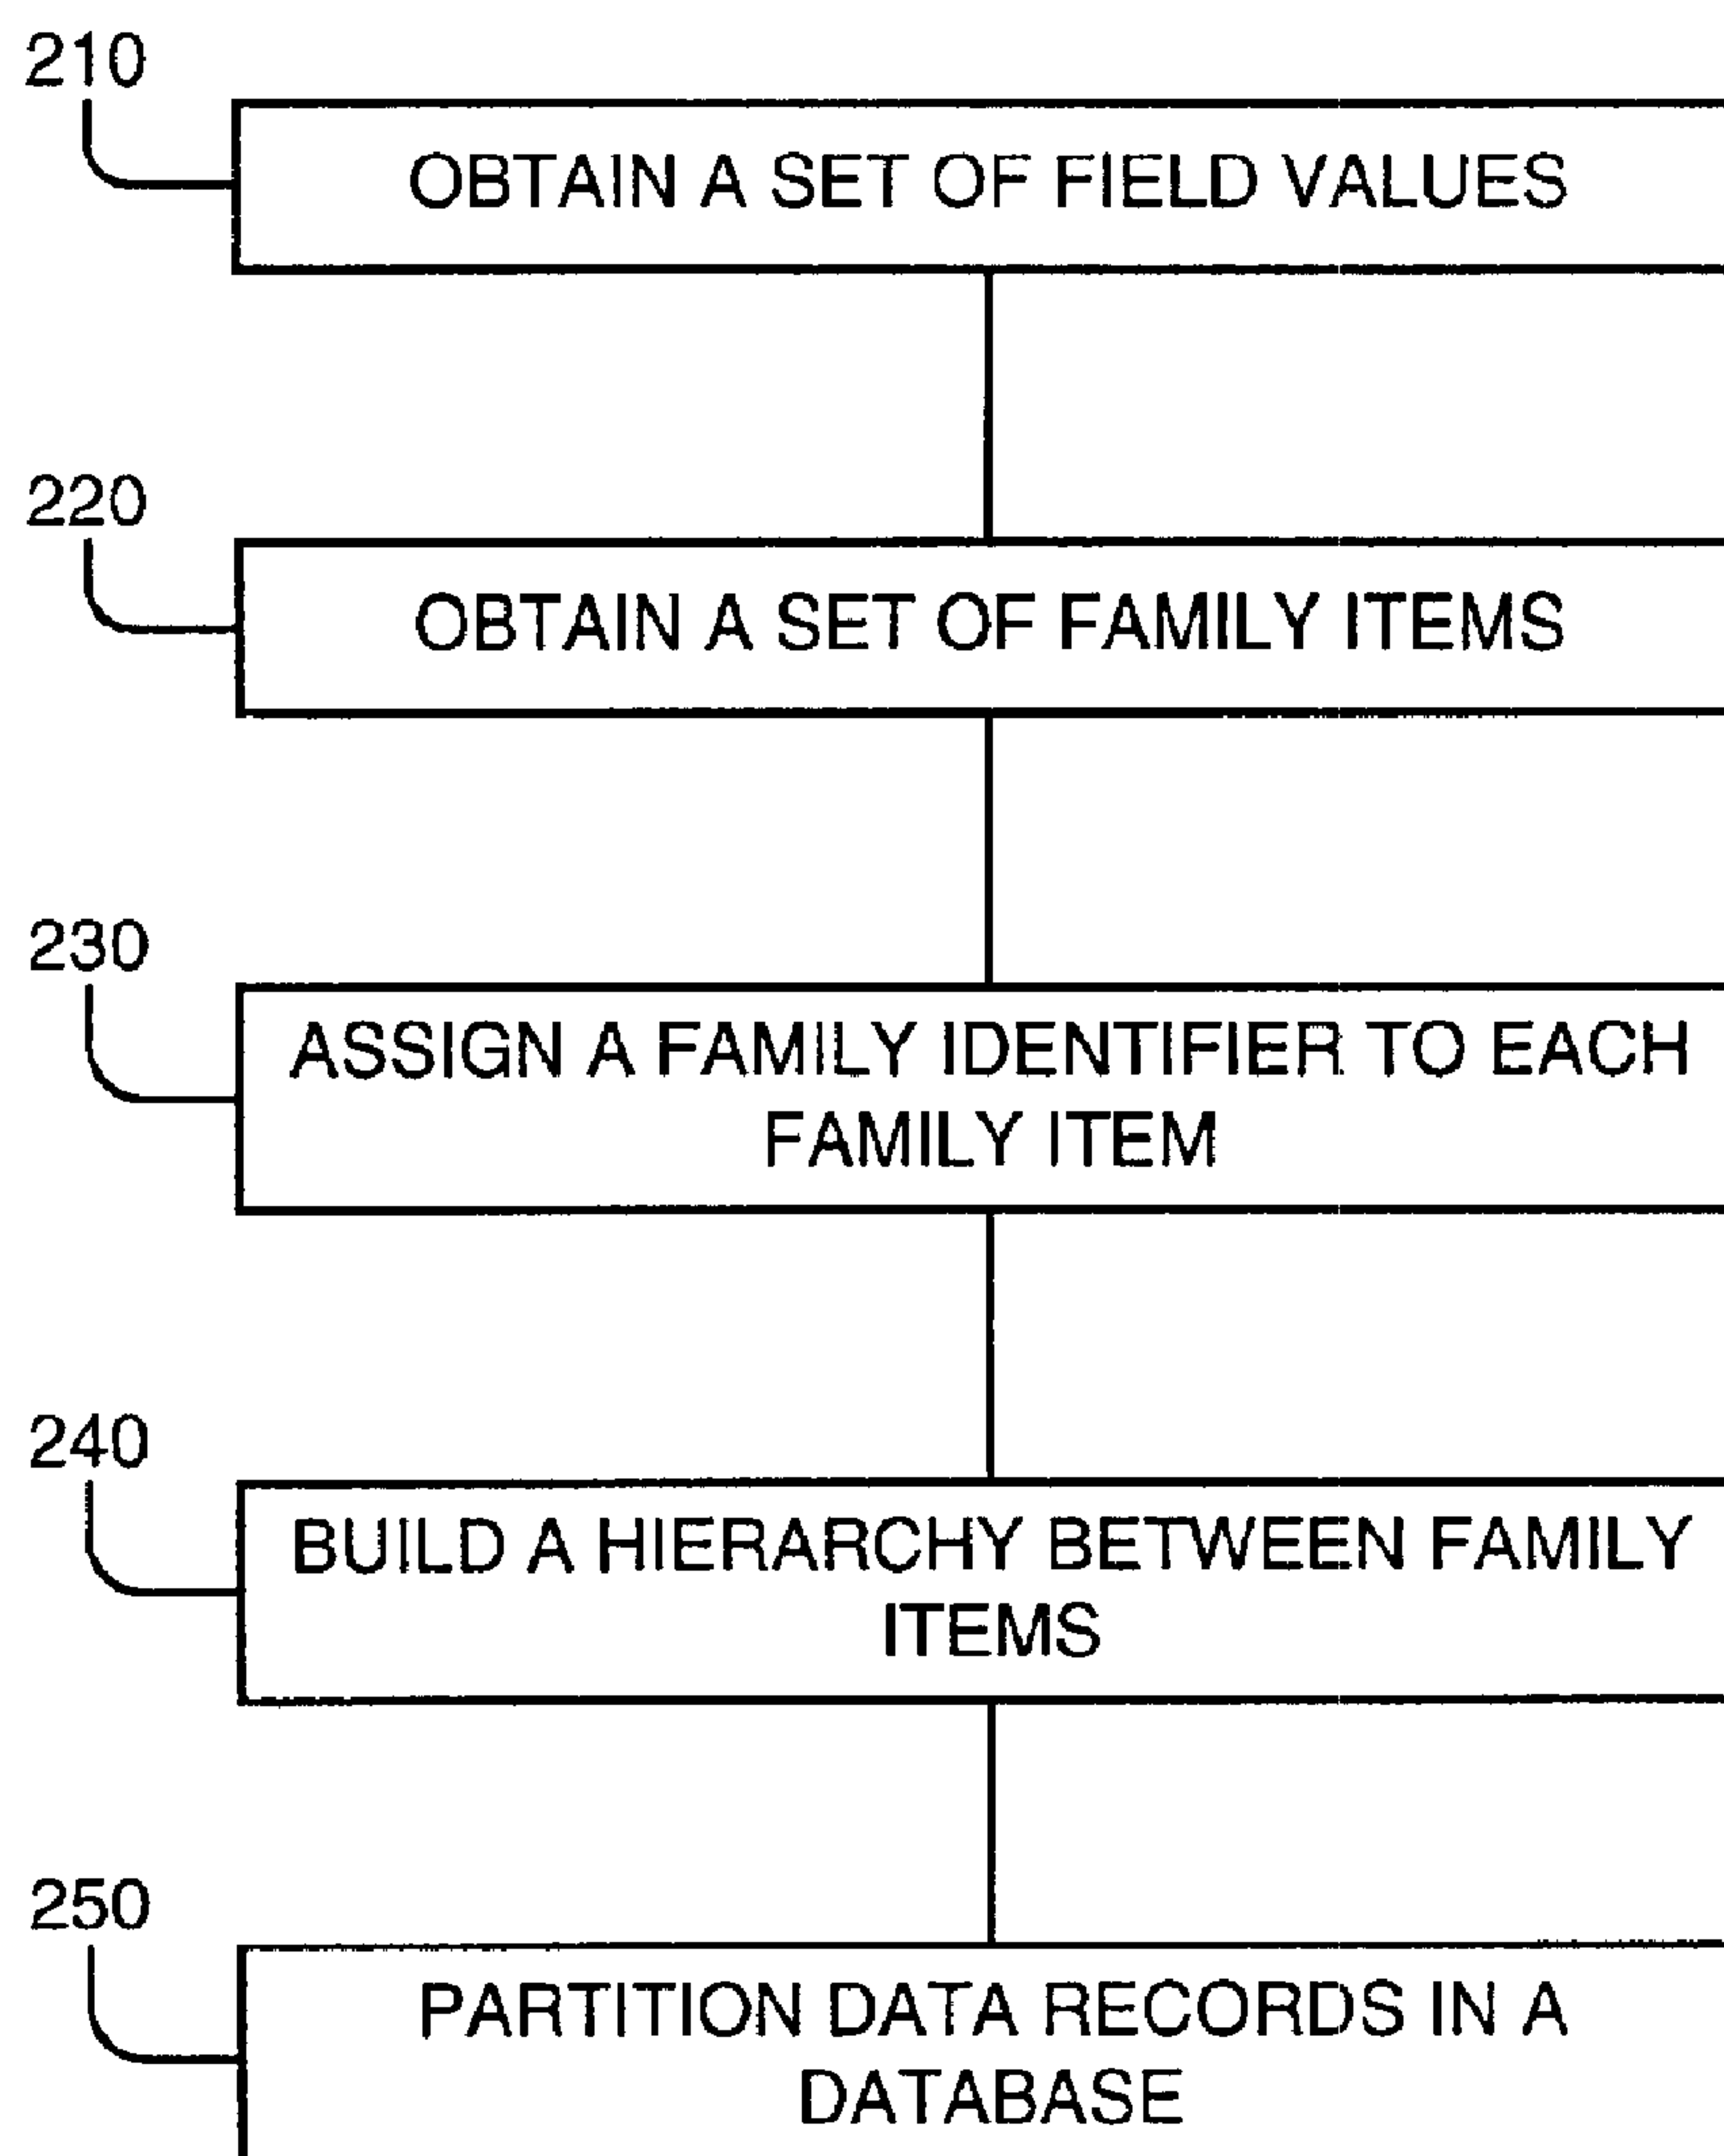 210
OBTAIN A SET OF FIELD VALUES
220
OBTAIN A SET OF FAMILY ITEMS
230
ASSIGN A FAMILY IDENTIFIER TO EACH
FAMILY ITEM
240
BUILD A HIERARCHY BETWEEN FAMILY
ITEMS
250
PARTITION DATA RECORDS IN A
DATABASE